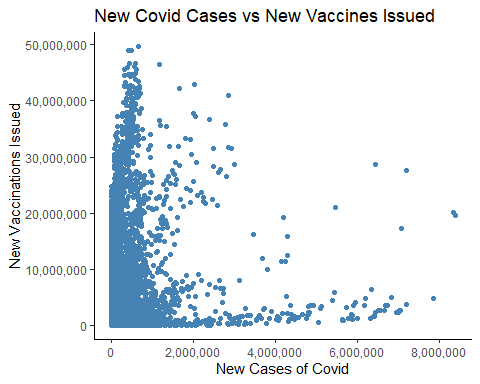 New Covid Cases vs New Vaccines Issued
New Vaccinations Issued
50,000,000
40,000,000
30,000,000
20,000,000
10,000,000
0
0 2,000,000 4,000,000 6,000,000 8,000,000
New Cases of Covid